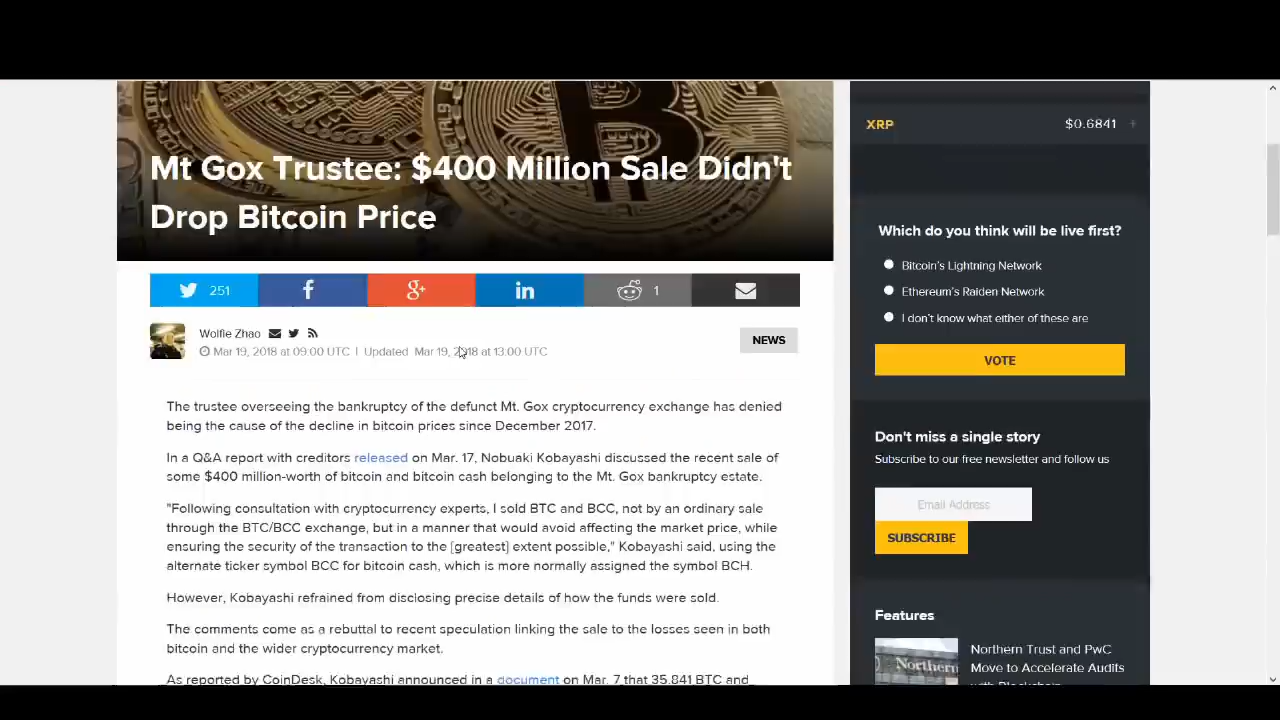 Mt Gox Trustee: $400 Million Sale Didn't
Drop Bitcoin Price
251
f
g+
in
1
Wolfie Zhao
Mar 19, 2018 at 09:00 UTC | Updated Mar 19, 2018 at 13:00 UTC
NEWS
The trustee overseeing the bankruptcy of the defunct Mt. Gox cryptocurrency exchange has denied
being the cause of the decline in bitcoin prices since December 2017.
In a Q&A report with creditors released on Mar. 17, Nobuaki Kobayashi discussed the recent sale of
some $400 million-worth of bitcoin and bitcoin cash belonging to the Mt. Gox bankruptcy estate.
"Following consultation with cryptocurrency experts, I sold BTC and BCC, not by an ordinary sale
through the BTC/BCC exchange, but in a manner that would avoid affecting the market price, while
ensuring the security of the transaction to the [greatest] extent possible," Kobayashi said, using the
alternate ticker symbol BCC for bitcoin cash, which is more normally assigned the symbol BCH.
However, Kobayashi refrained from disclosing precise details of how the funds were sold.
The comments come as a rebuttal to recent speculation linking the sale to the losses seen in both
bitcoin and the wider cryptocurrency market.
As reported by CoinDesk, Kobayashi announced in a document on Mar. 7 that 35,841 BTC and
XRP $0.6841 +
Which do you think will be live first?
Bitcoin's Lightning Network
Ethereum's Raiden Network
I don't know what either of these are
VOTE
Don't miss a single story
Subscribe to our free newsletter and follow us
Email Address
SUBSCRIBE
Features
Northern
Northern Trust and PwC
Move to Accelerate Audits
with Blockchain